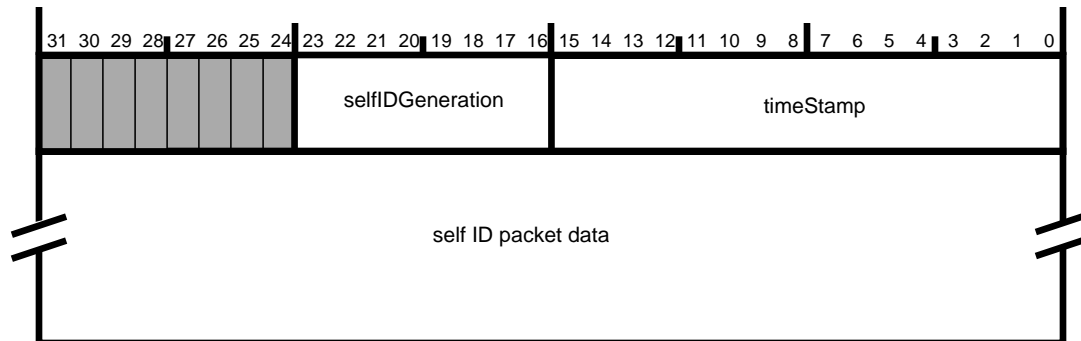 31 30 29 28 27 26 25 24 23 22 21 20 19 18 17 16 15 14 13 12 11 10 9 8 7 6 5 4 3 2 1 0
selfIDGeneration timeStamp
self ID packet data